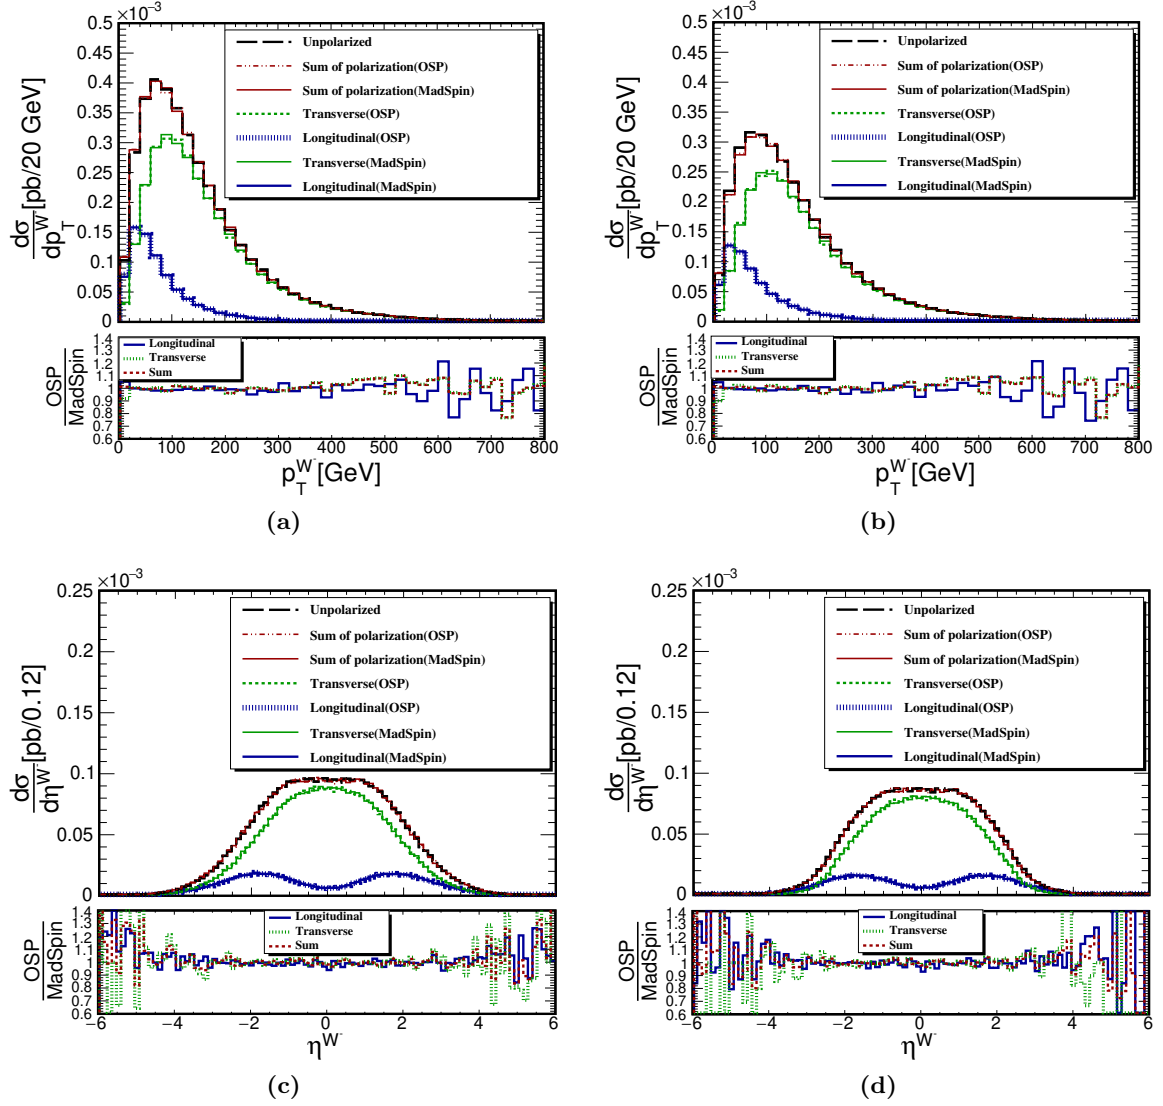 ×10⁻³
0.5
0.45
0.4
0.35
0.3
0.25
0.2
0.15
0.1
0.05
0
dσ/dp_T^{W⁻} [pb/20 GeV]
Unpolarized
Sum of polarization(OSP)
Sum of polarization(MadSpin)
Transverse(OSP)
Longitudinal(OSP)
Transverse(MadSpin)
Longitudinal(MadSpin)
1.4
1.3
1.2
1.1
1
0.9
0.8
0.7
0.6
OSP/MadSpin
Longitudinal
Transverse
Sum
0 100 200 300 400 500 600 700 800
p_T^{W⁻} [GeV]
(a)
×10⁻³
0.5
0.45
0.4
0.35
0.3
0.25
0.2
0.15
0.1
0.05
0
dσ/dp_T^{W⁻} [pb/20 GeV]
Unpolarized
Sum of polarization(OSP)
Sum of polarization(MadSpin)
Transverse(OSP)
Longitudinal(OSP)
Transverse(MadSpin)
Longitudinal(MadSpin)
1.4
1.3
1.2
1.1
1
0.9
0.8
0.7
0.6
OSP/MadSpin
Longitudinal
Transverse
Sum
0 100 200 300 400 500 600 700 800
p_T^{W⁻} [GeV]
(b)
×10⁻³
0.25
0.2
0.15
0.1
0.05
0
dσ/dη^{W⁻} [pb/0.12]
Unpolarized
Sum of polarization(OSP)
Sum of polarization(MadSpin)
Transverse(OSP)
Longitudinal(OSP)
Transverse(MadSpin)
Longitudinal(MadSpin)
1.4
1.3
1.2
1.1
1
0.9
0.8
0.7
0.6
OSP/MadSpin
Longitudinal
Transverse
Sum
−6 −4 −2 0 2 4 6
η^{W⁻}
(c)
×10⁻³
0.25
0.2
0.15
0.1
0.05
0
dσ/dη^{W⁻} [pb/0.12]
Unpolarized
Sum of polarization(OSP)
Sum of polarization(MadSpin)
Transverse(OSP)
Longitudinal(OSP)
Transverse(MadSpin)
Longitudinal(MadSpin)
1.4
1.3
1.2
1.1
1
0.9
0.8
0.7
0.6
OSP/MadSpin
Longitudinal
Transverse
Sum
−6 −4 −2 0 2 4 6
η^{W⁻}
(d)